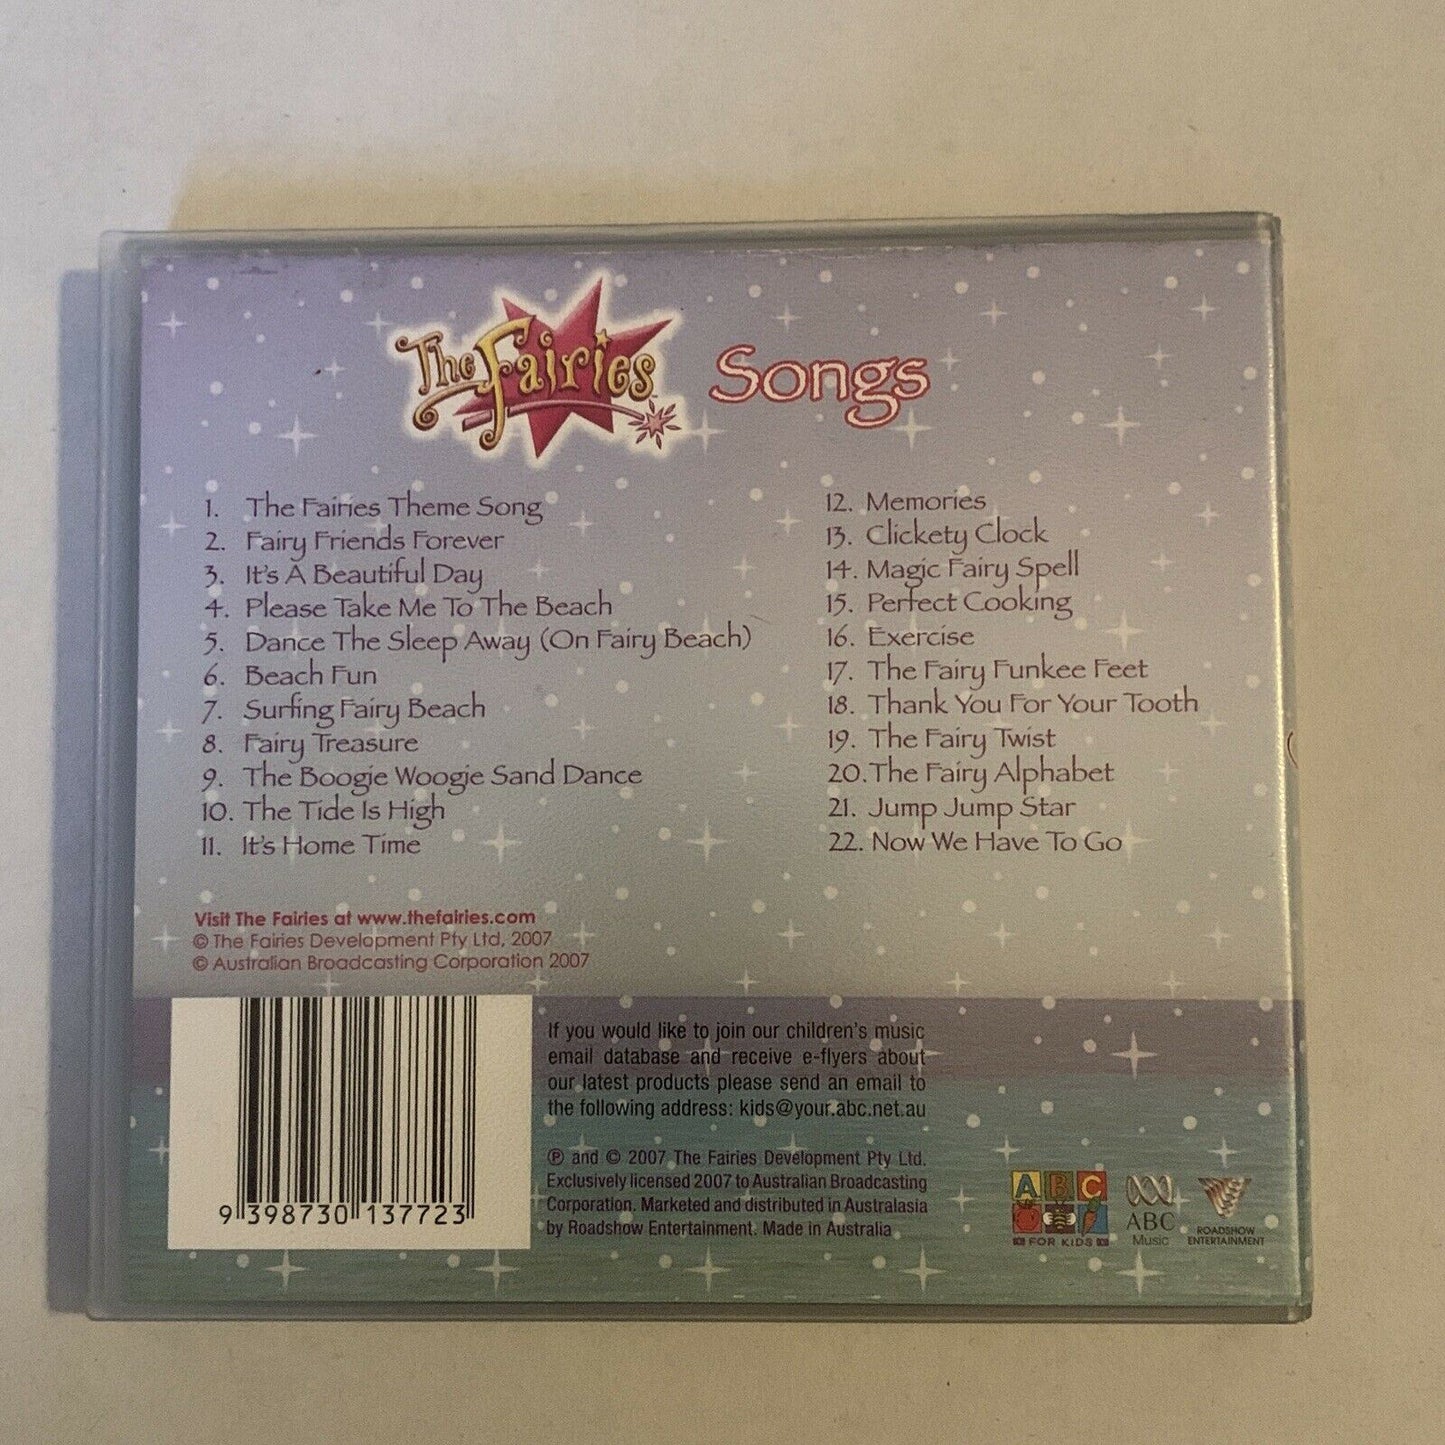 The Fairies Songs
1. The Fairies Theme Song
2. Fairy Friends Forever
3. It's A Beautiful Day
4. Please Take Me To The Beach
5. Dance The Sleep Away (On Fairy Beach)
6. Beach Fun
7. Surfing Fairy Beach
8. Fairy Treasure
9. The Boogie Woogie Sand Dance
10. The Tide Is High
11. It's Home Time
12. Memories
13. Clickety Clock
14. Magic Fairy Spell
15. Perfect Cooking
16. Exercise
17. The Fairy Funkee Feet
18. Thank You For Your Tooth
19. The Fairy Twist
20. The Fairy Alphabet
21. Jump Jump Star
22. Now We Have To Go
Visit The Fairies at www.thefairies.com
© The Fairies Development Pty Ltd, 2007
© Australian Broadcasting Corporation 2007
9 398730 137723
If you would like to join our children's music
email database and receive e-flyers about
our latest products please send an email to
the following address: kids@your.abc.net.au
℗ and © 2007 The Fairies Development Pty Ltd.
Exclusively licensed 2007 to Australian Broadcasting
Corporation. Marketed and distributed in Australasia
by Roadshow Entertainment. Made in Australia
ABC
FOR KIDS
ABC
Music
ROADSHOW
ENTERTAINMENT